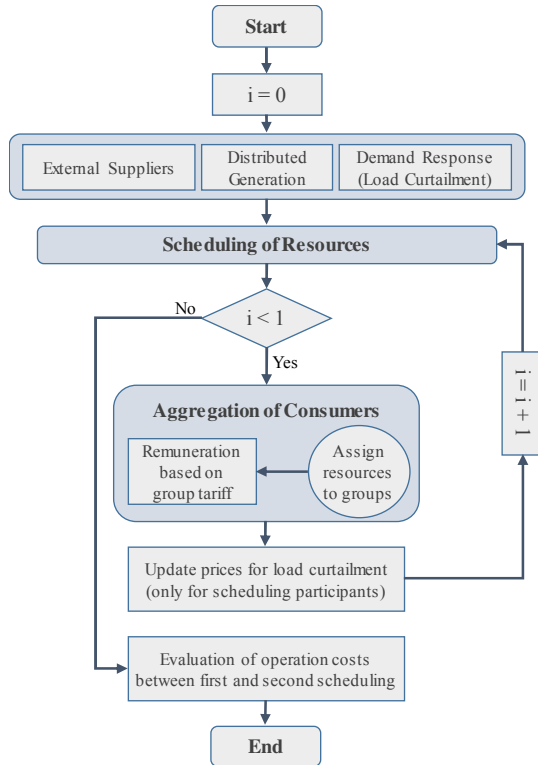 Start
i = 0
External Suppliers
Distributed
Generation
Demand Response
(Load Curtailment)
Scheduling of Resources
No
i < 1
Yes
i = i + 1
Aggregation of Consumers
Remuneration
based on
group tariff
Assign
resources
to groups
Update prices for load curtailment
(only for scheduling participants)
Evaluation of operation costs
between first and second scheduling
End